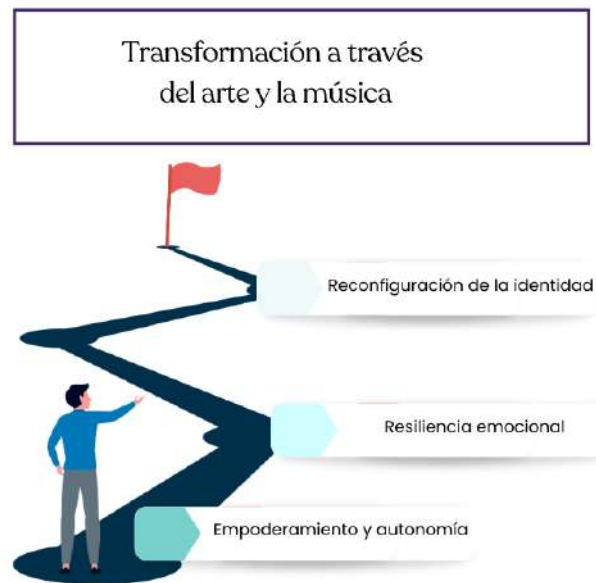 Transformación a través
del arte y la música
Reconfiguración de la identidad
Resiliencia emocional
Empoderamiento y autonomía